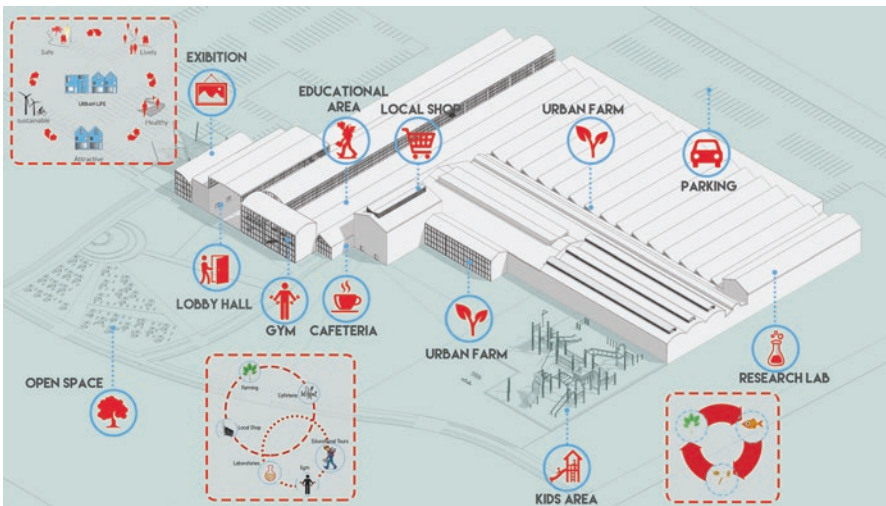 Safe
Lively
URBAN LIFE
sustainable
Healthy
Attractive
EXIBITION
EDUCATIONAL
AREA
LOCAL SHOP
URBAN FARM
PARKING
LOBBY HALL
GYM
CAFETERIA
URBAN FARM
RESEARCH LAB
OPEN SPACE
Farming
Cafeteria
Local Shop
Educational Tours
Laboratories
Gym
KIDS AREA